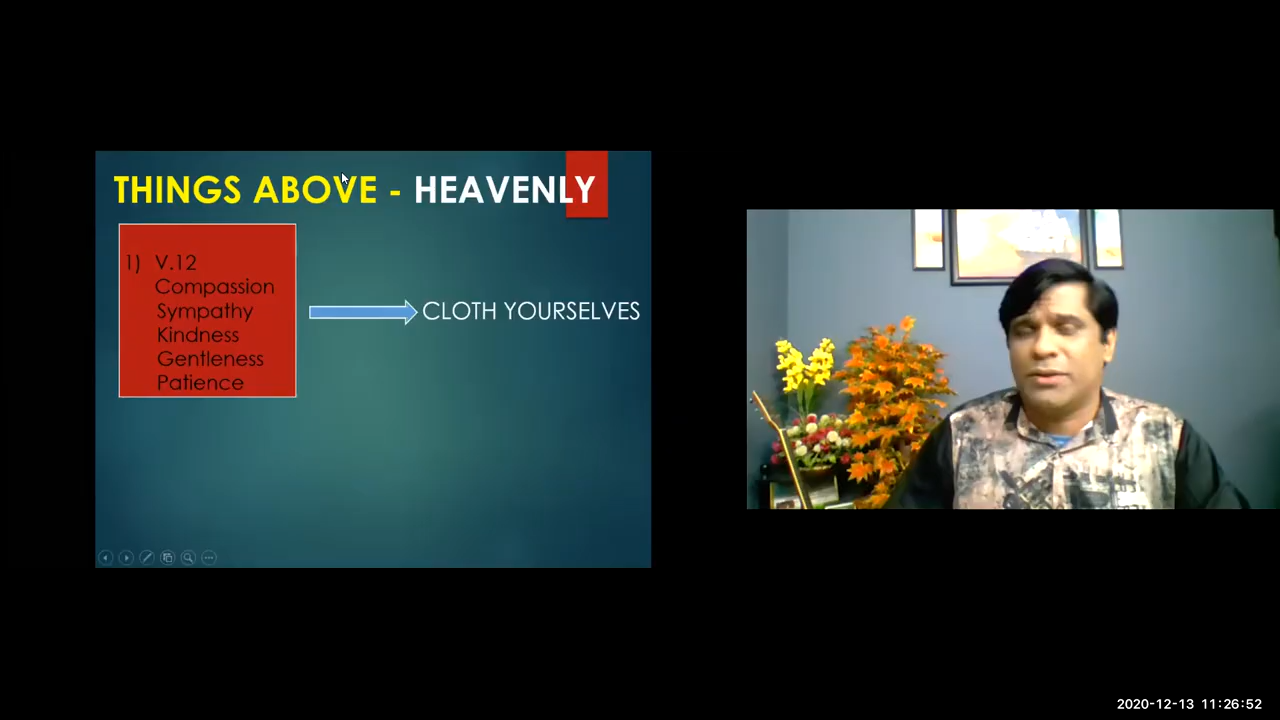 THINGS ABOVE - HEAVENLY
1) V.12
Compassion
Sympathy
Kindness
Gentleness
Patience
CLOTH YOURSELVES
2020-12-13 11:26:52